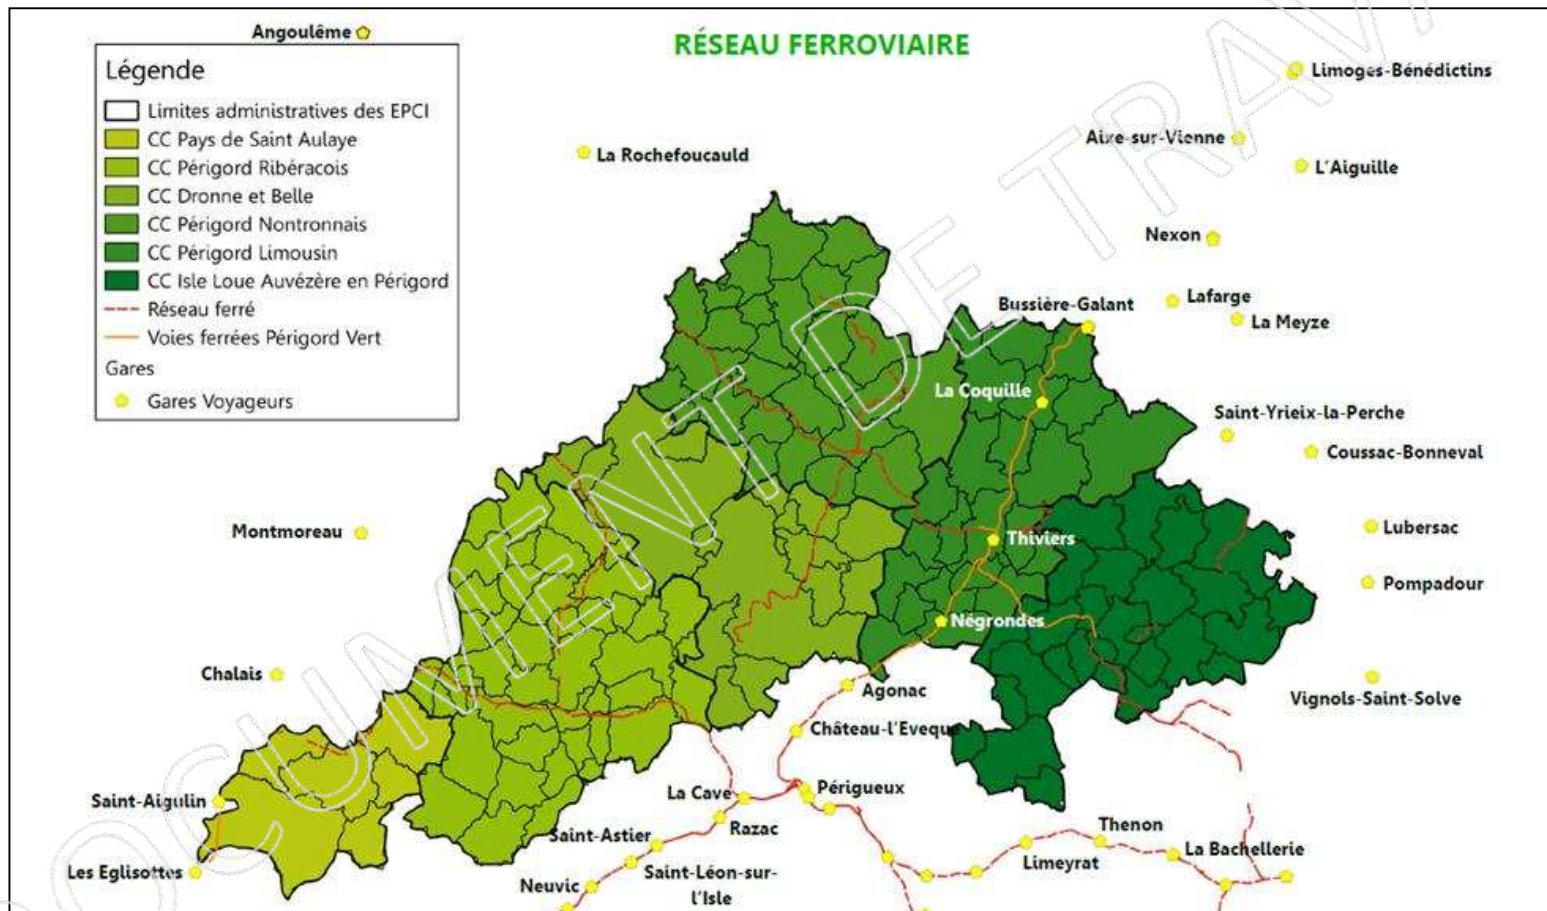 Angoulême
RÉSEAU FERROVIAIRE
Légende
Limites administratives des EPCI
CC Pays de Saint Aulaye
CC Périgord Ribéracois
CC Dronne et Belle
CC Périgord Nontronnais
CC Périgord Limousin
CC Isle Loue Auvézère en Périgord
Réseau ferré
Voies ferrées Périgord Vert
Gares
Gares Voyageurs
Limoges-Bénédictins
Aixe-sur-Vienne
La Rochefoucauld
L'Aiguille
Nexon
Lafarge
Bussière-Galant
La Meyze
La Coquille
Saint-Yrieix-la-Perche
Coussac-Bonneval
Montmoreau
Lubersac
Thiviers
Pompadour
Négrondes
Chalais
Agonac
Vignols-Saint-Solve
Château-l'Eveque
Saint-Aigulin
La Cave
Périgueux
Razac
Saint-Astier
Thenon
Limeyrat
La Bachellerie
Les Eglisottes
Neuvic
Saint-Léon-sur-
l'Isle
DOCUMENT DE TRAVA